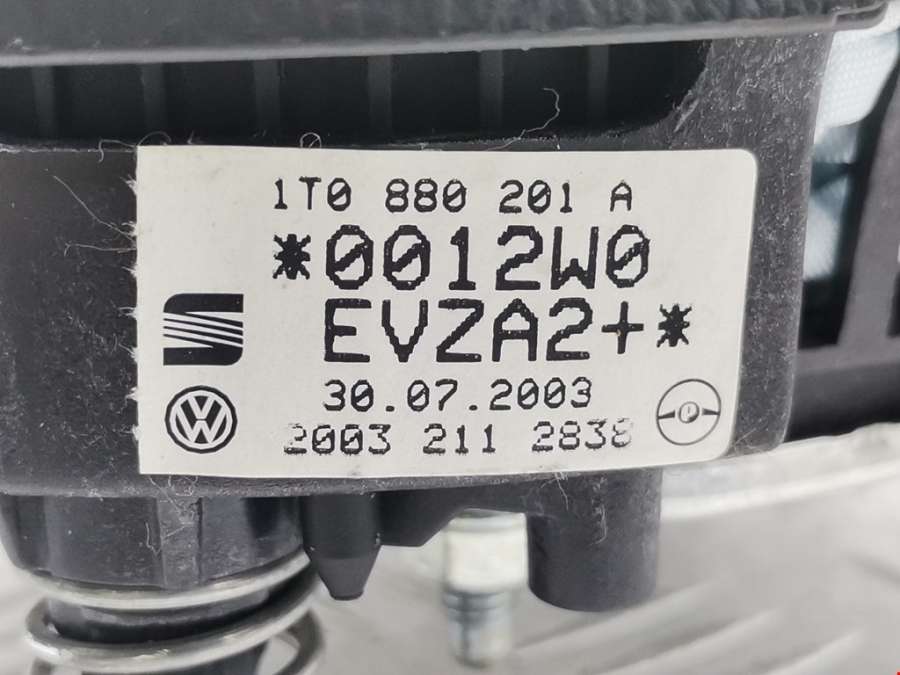 1T0 880 201 A
*0012W0
EVZA2+*
30.07.2003
2003 211 2838